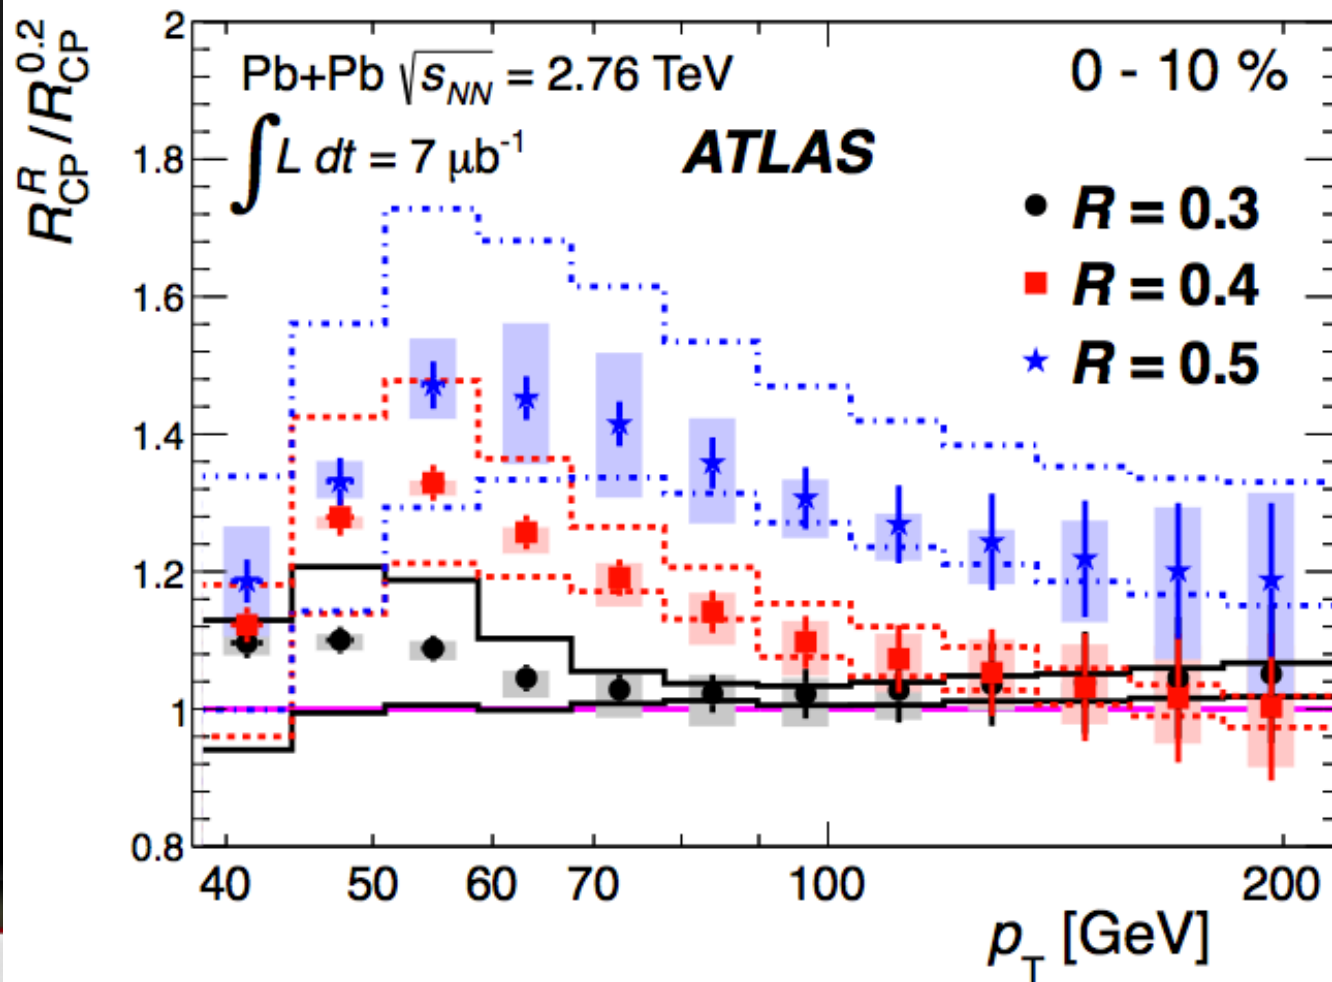 R^R_CP / R^0.2_CP
2
1.8
1.6
1.4
1.2
1
0.8
Pb+Pb √s_NN = 2.76 TeV
0 - 10 %
∫L dt = 7 μb^-1
ATLAS
R = 0.3
R = 0.4
R = 0.5
40 50 60 70 100 200
p_T [GeV]